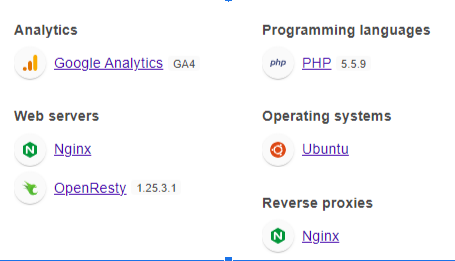 Analytics
Google Analytics GA4
Web servers
Nginx
OpenResty 1.25.3.1
Programming languages
php PHP 5.5.9
Operating systems
Ubuntu
Reverse proxies
Nginx